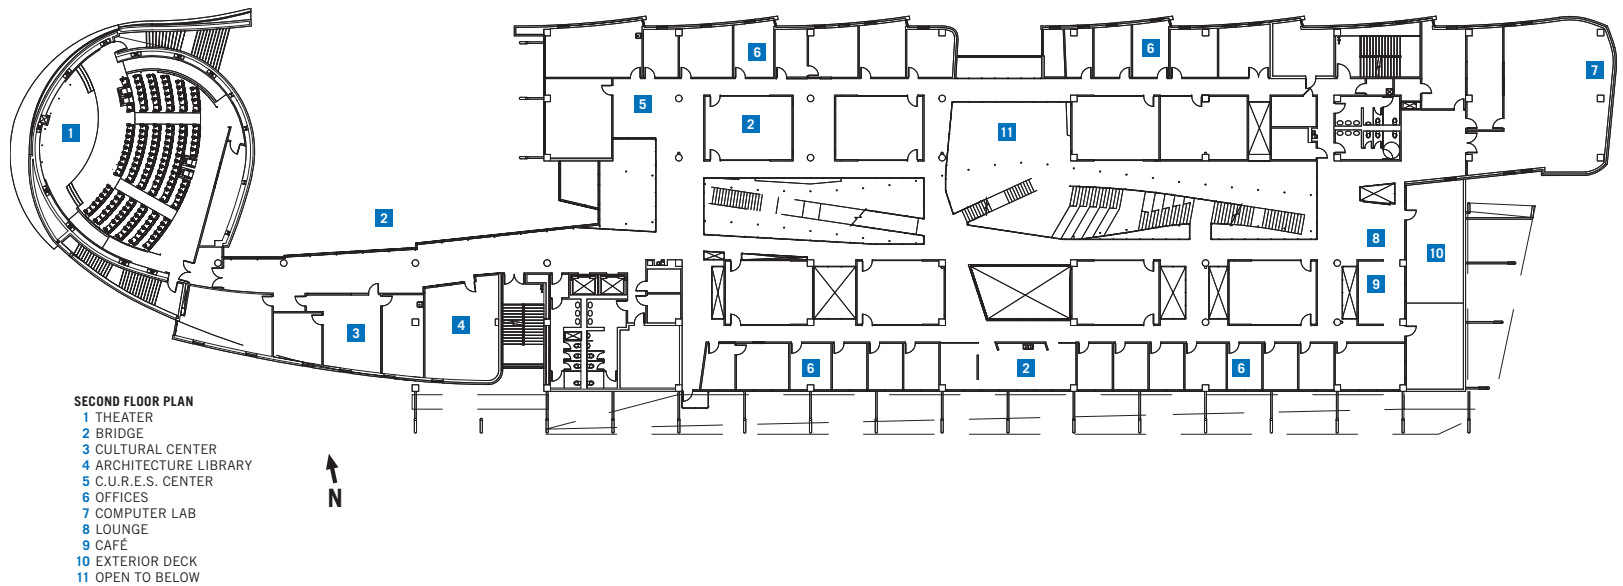 6
6
7
5
2
11
1
2
8
10
9
3
4
6
2
6
SECOND FLOOR PLAN
1 THEATER
2 BRIDGE
3 CULTURAL CENTER
4 ARCHITECTURE LIBRARY
5 C.U.R.E.S. CENTER
6 OFFICES
7 COMPUTER LAB
8 LOUNGE
9 CAFÉ
10 EXTERIOR DECK
11 OPEN TO BELOW
N